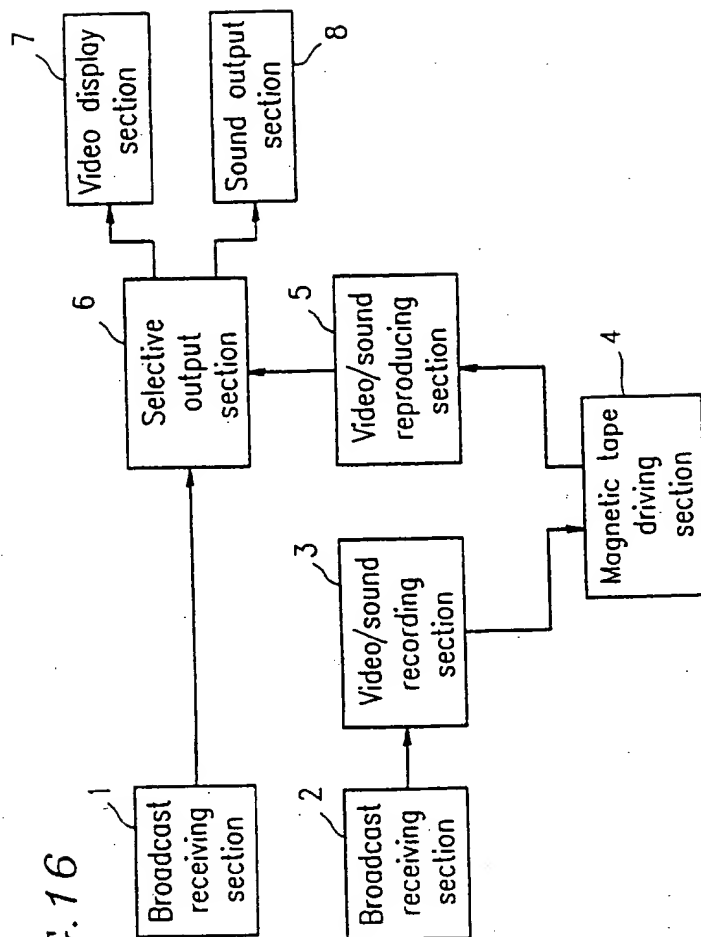 .16
1
Broadcast
receiving
section
2
Broadcast
receiving
section
3
Video/sound
recording
section
4
Magnetic tape
driving
section
5
Video/sound
reproducing
section
6
Selective
output
section
7
Video display
section
8
Sound output
section